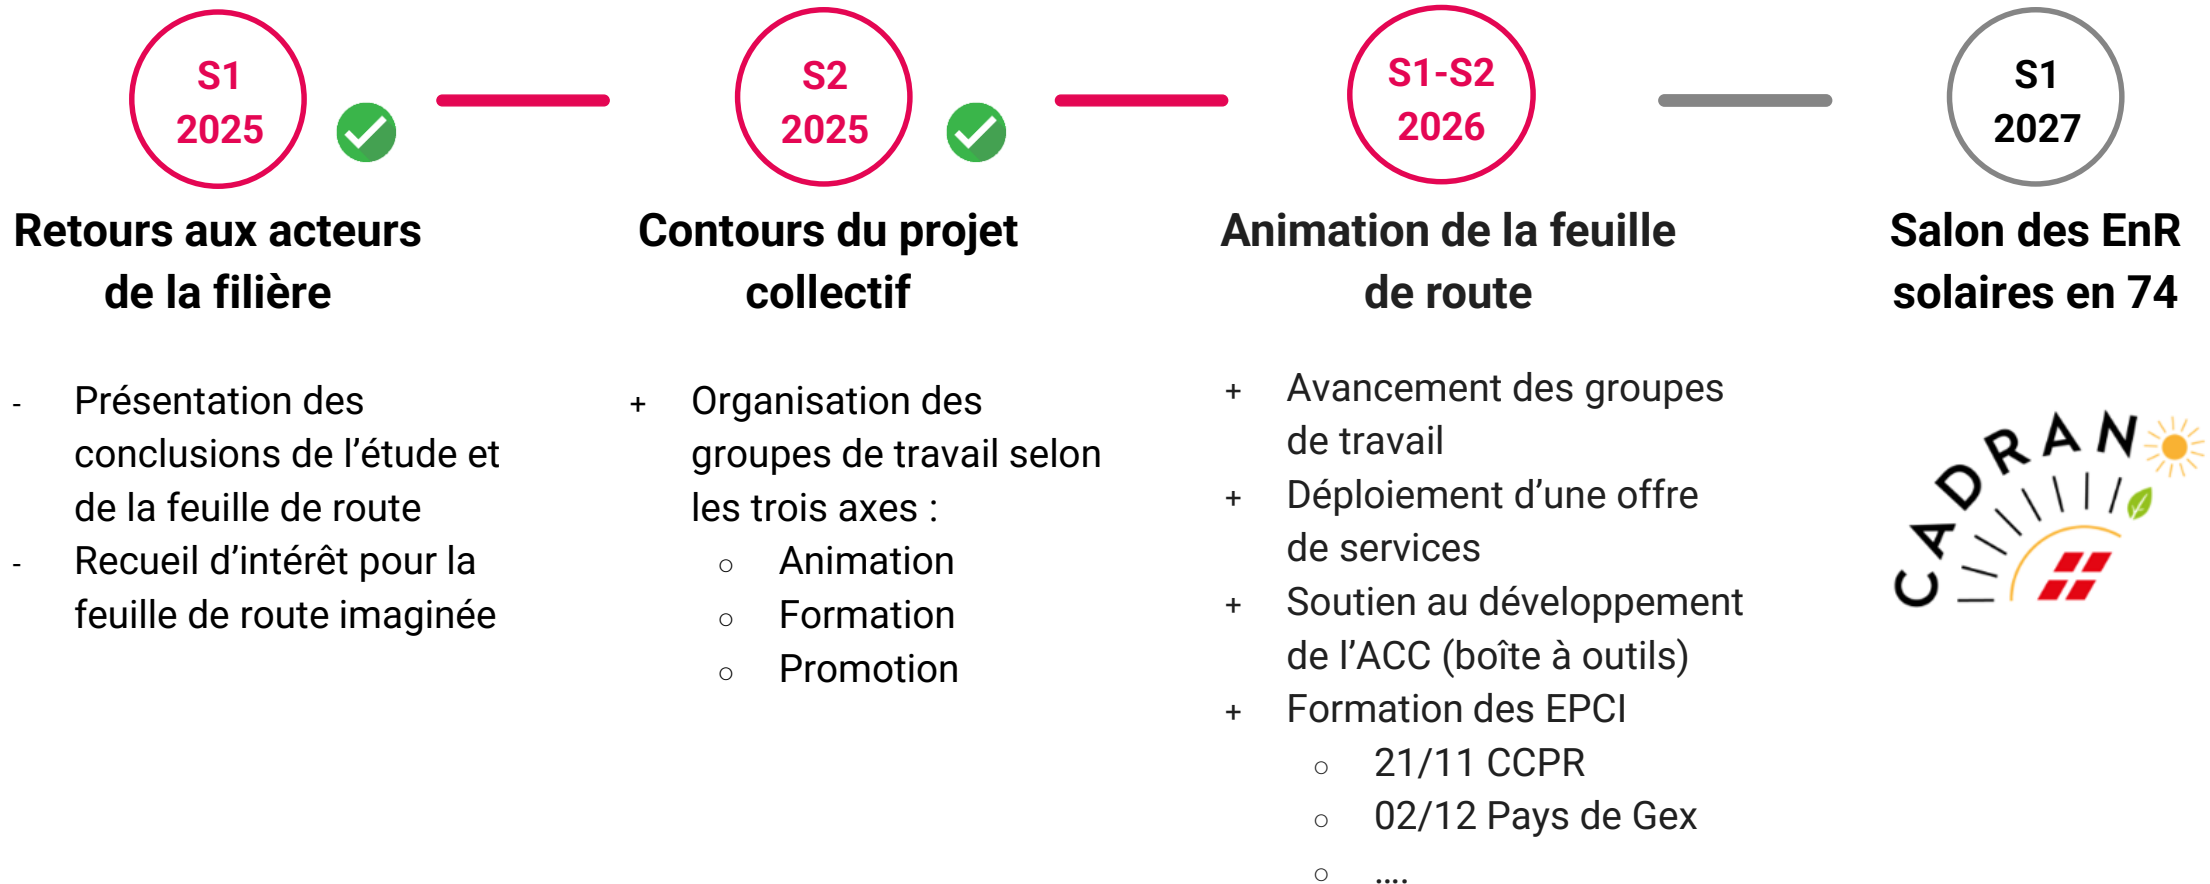 S1
2025
Retours aux acteurs
de la filière
- Présentation des
conclusions de l’étude et
de la feuille de route
- Recueil d’intérêt pour la
feuille de route imaginée
S2
2025
Contours du projet
collectif
+ Organisation des
groupes de travail selon
les trois axes :
○ Animation
○ Formation
○ Promotion
S1-S2
2026
Animation de la feuille
de route
+ Avancement des groupes
de travail
+ Déploiement d’une offre
de services
+ Soutien au développement
de l’ACC (boîte à outils)
+ Formation des EPCI
○ 21/11 CCPR
○ 02/12 Pays de Gex
○ ....
S1
2027
Salon des EnR
solaires en 74
CADRAN